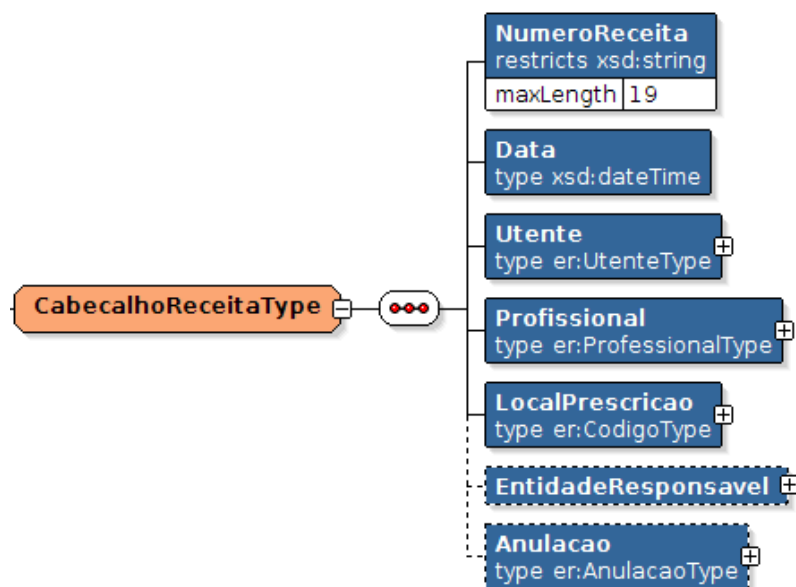 NumeroReceita
restricts xsd:string
maxLength 19
Data
type xsd:dateTime
Utente
type er:UtenteType
CabecalhoReceitaType
Profissional
type er:ProfessionalType
LocalPrescricao
type er:CodigoType
EntidadeResponsavel
Anulacao
type er:AnulacaoType